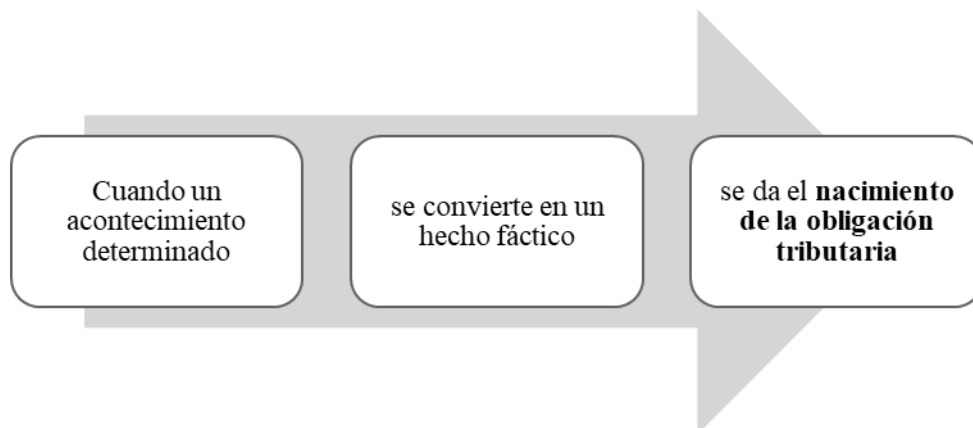 Cuando un
acontecimiento
determinado
se convierte en un
hecho fáctico
se da el nacimiento
de la obligación
tributaria